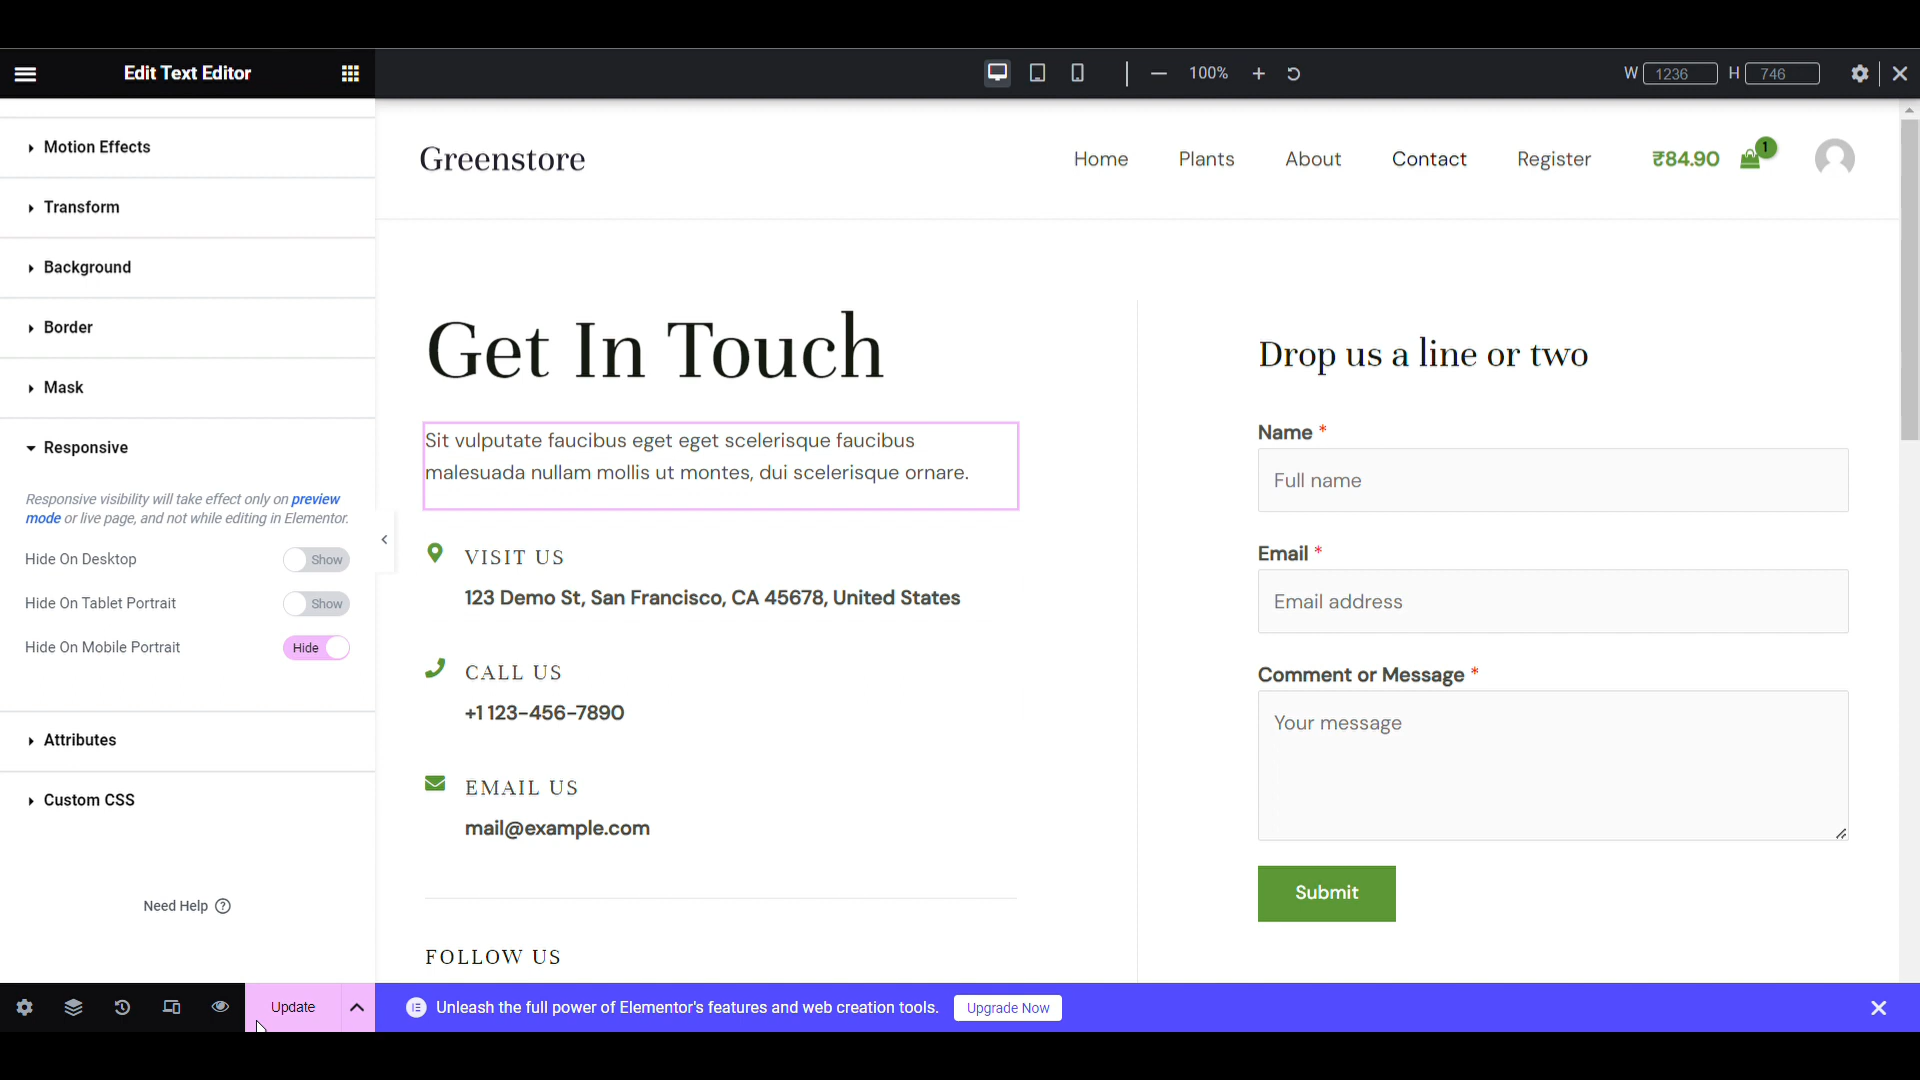 Edit Text Editor
100%
W 1236 H 746
Motion Effects
Transform
Background
Border
Mask
Responsive
Responsive visibility will take effect only on preview
mode or live page, and not while editing in Elementor.
Hide On Desktop Show
Hide On Tablet Portrait Show
Hide On Mobile Portrait Hide
Attributes
Custom CSS
Need Help ?
Update
Greenstore
Home Plants About Contact Register ₹84.90 1
Get In Touch
Sit vulputate faucibus eget eget scelerisque faucibus
malesuada nullam mollis ut montes, dui scelerisque ornare.
VISIT US
123 Demo St, San Francisco, CA 45678, United States
CALL US
+1 123-456-7890
EMAIL US
mail@example.com
FOLLOW US
Drop us a line or two
Name *
Full name
Email *
Email address
Comment or Message *
Your message
Submit
Unleash the full power of Elementor's features and web creation tools. Upgrade Now